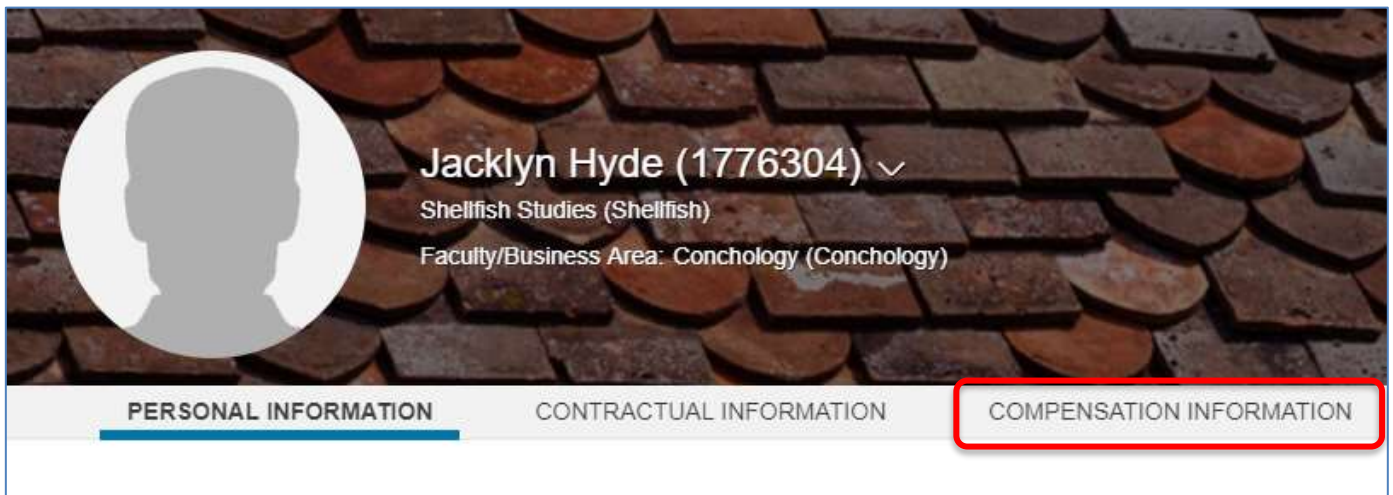 Jacklyn Hyde (1776304)
Shellfish Studies (Shellfish)
Faculty/Business Area: Conchology (Conchology)
PERSONAL INFORMATION CONTRACTUAL INFORMATION COMPENSATION INFORMATION